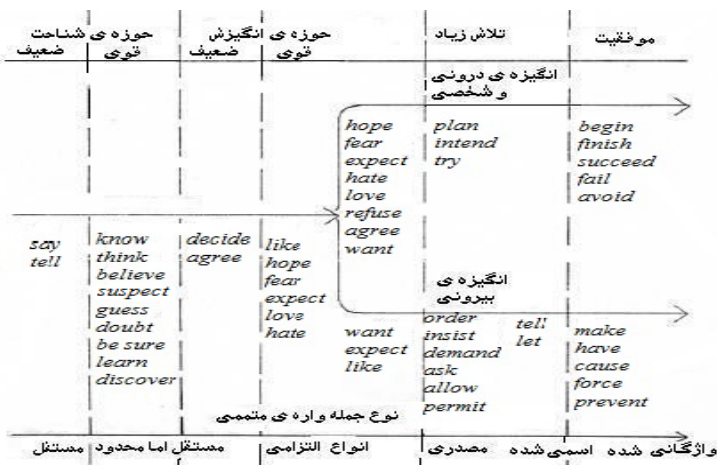 حوزه ی شناخت
ضعیف
قوی
حوزه ی انگیزش
ضعیف
قوی
تلاش زیاد
موفقیت
انگیزه ی درونی
و شخصی
hope
fear
expect
hate
love
refuse
agree
want
plan
intend
try
begin
finish
succeed
fail
avoid
say
tell
know
think
believe
suspect
guess
doubt
be sure
learn
discover
decide
agree
like
hope
fear
expect
love
hate
انگیزه ی
بیرونی
want
expect
like
order
insist
demand
ask
allow
permit
tell
let
make
have
cause
force
prevent
نوع جمله واره ی متممی
مستقل
مستقل اما محدود
انواع التزامی
مصدری
اسمی شده
واژگانی شده